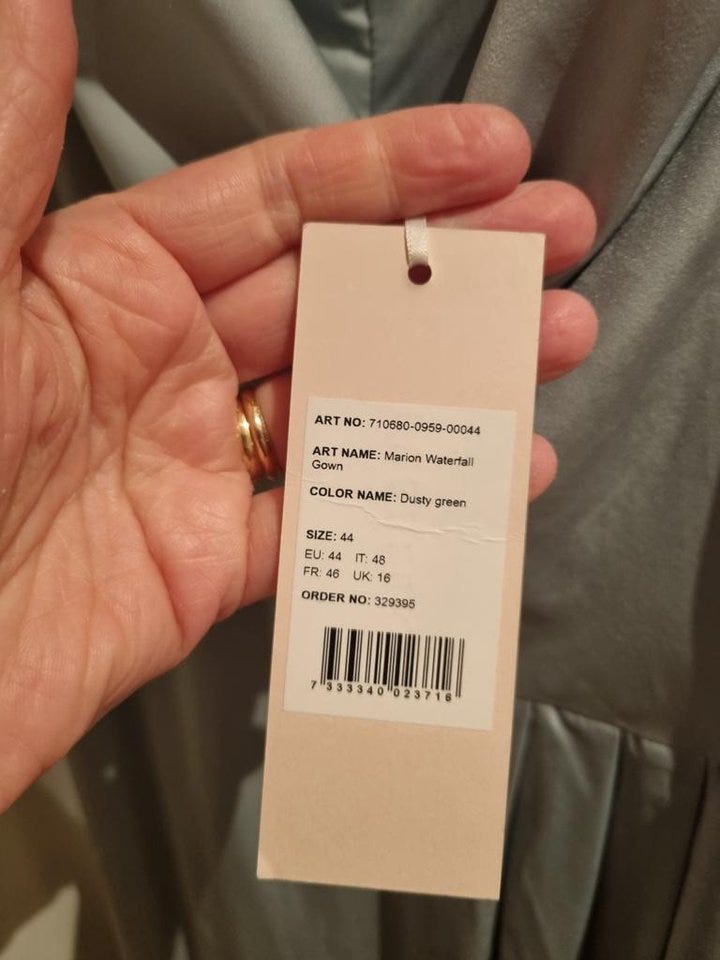 ART NO: 710680-0959-00044
ART NAME: Marion Waterfall
Gown
COLOR NAME: Dusty green
SIZE: 44
EU: 44 IT: 48
FR: 46 UK: 16
ORDER NO: 329395
7 333340 023716